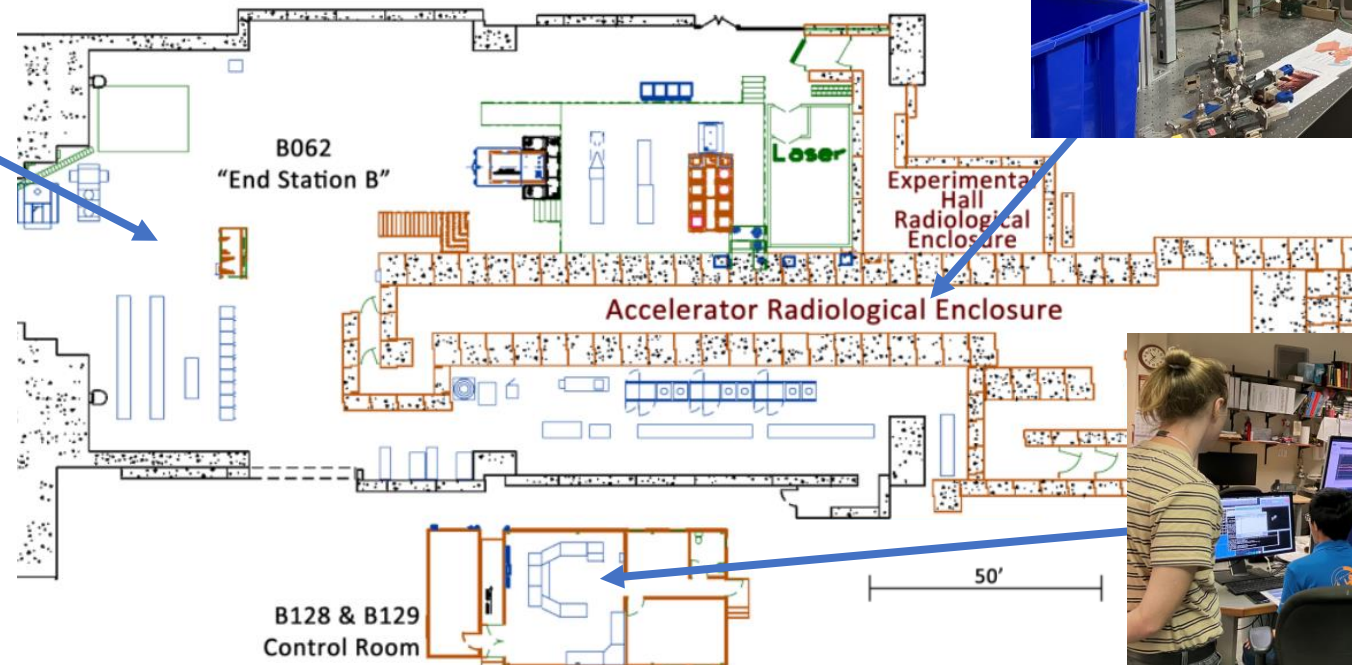 B062
“End Station B”
Laser
Experimental
Hall
Radiological
Enclosure
Accelerator Radiological Enclosure
50’
B128 & B129
Control Room